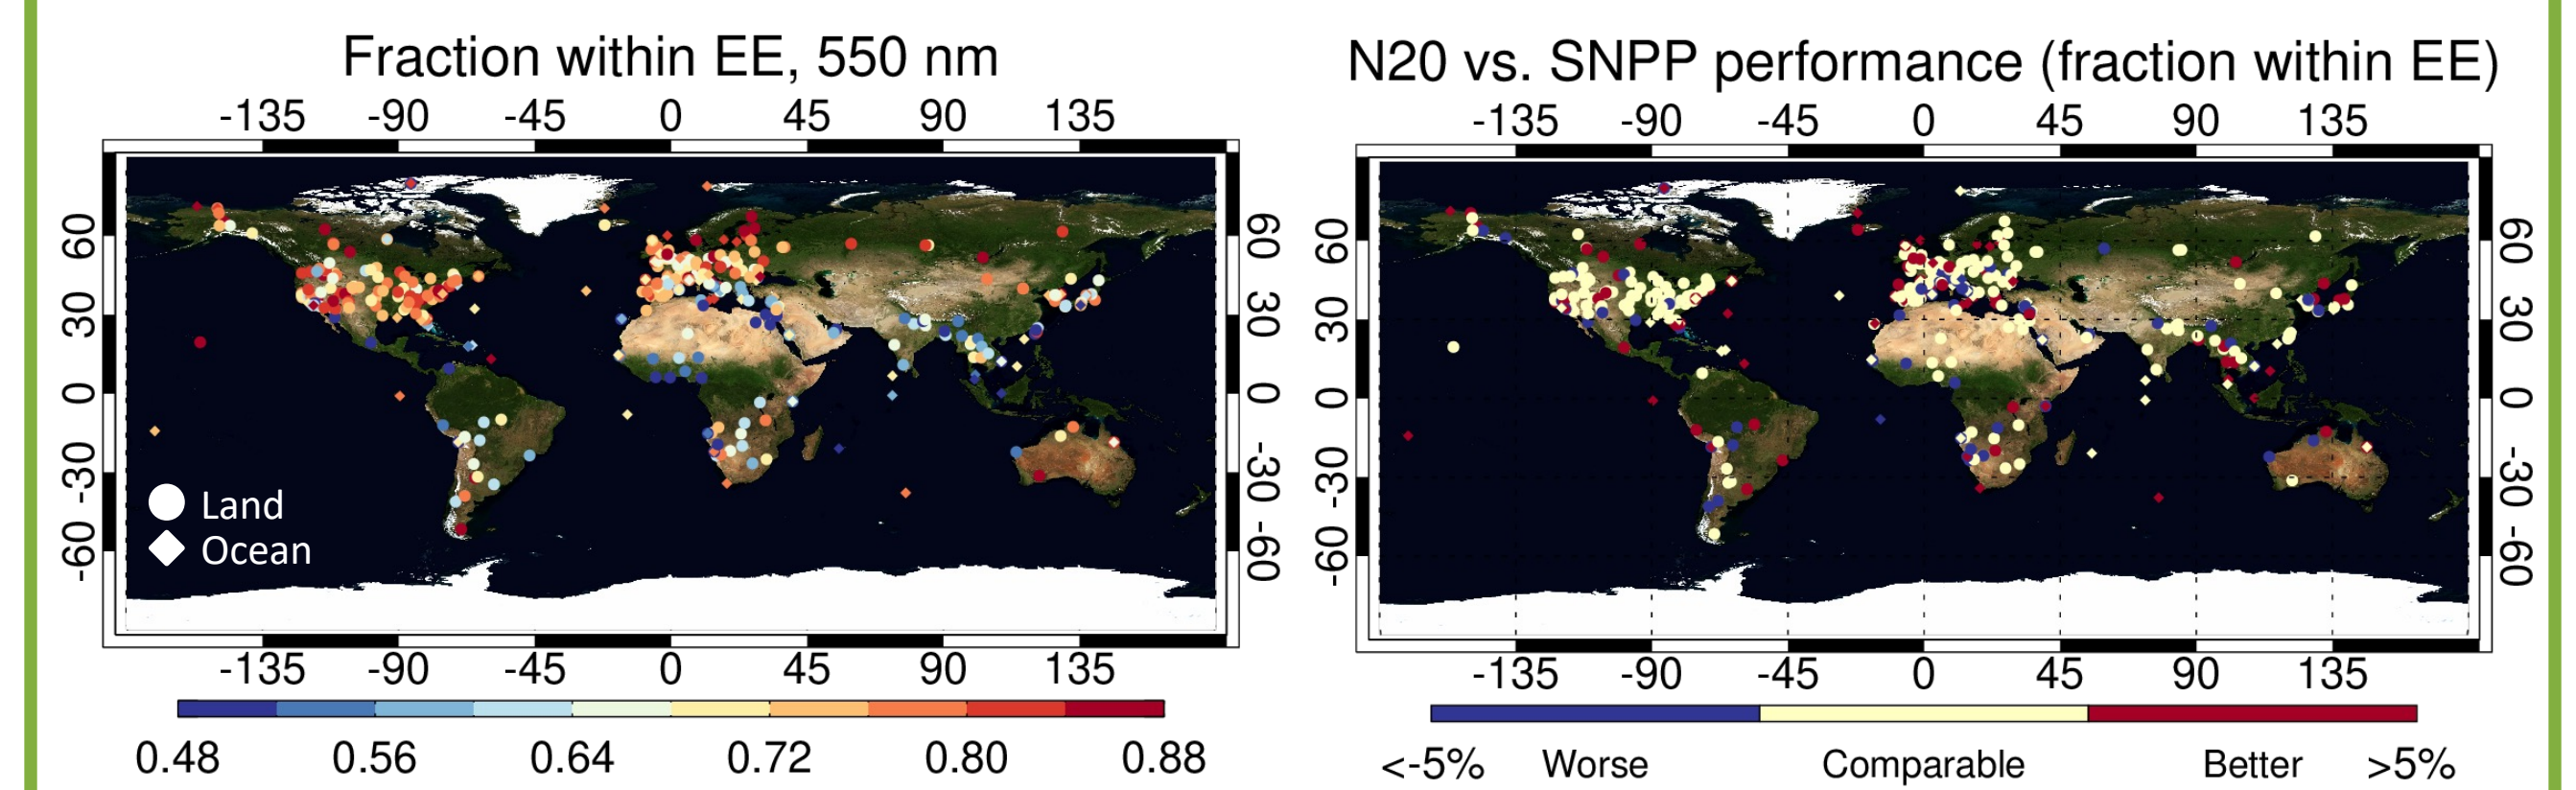 Fraction within EE, 550 nm
-135 -90 -45 0 45 90 135
60 30 0 -30 -60
60 30 0 -30 -60
Land
Ocean
-135 -90 -45 0 45 90 135
0.48 0.56 0.64 0.72 0.80 0.88
N20 vs. SNPP performance (fraction within EE)
-135 -90 -45 0 45 90 135
60 30 0 -30 -60
60 30 0 -30 -60
-135 -90 -45 0 45 90 135
<-5% Worse Comparable Better >5%